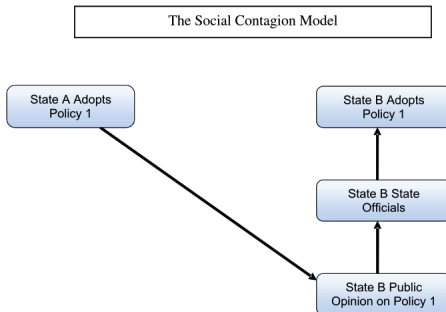 The Social Contagion Model
State A Adopts
Policy 1
State B Adopts
Policy 1
State B State
Officials
State B Public
Opinion on Policy 1